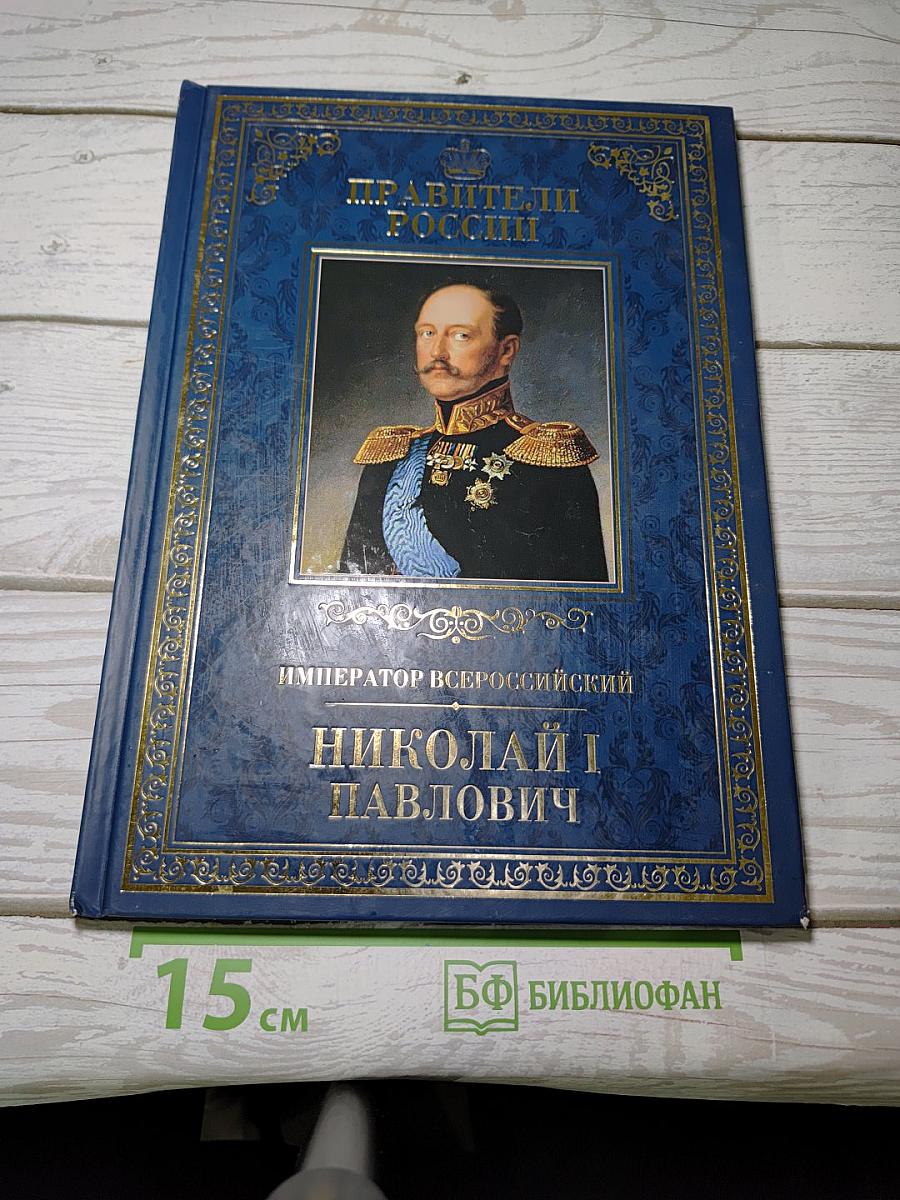 ПРАВИТЕЛИ
РОССИИ
ИМПЕРАТОР ВСЕРОССИЙСКИЙ
НИКОЛАЙ I
ПАВЛОВИЧ
15 см
БФ БИБЛИОФАН